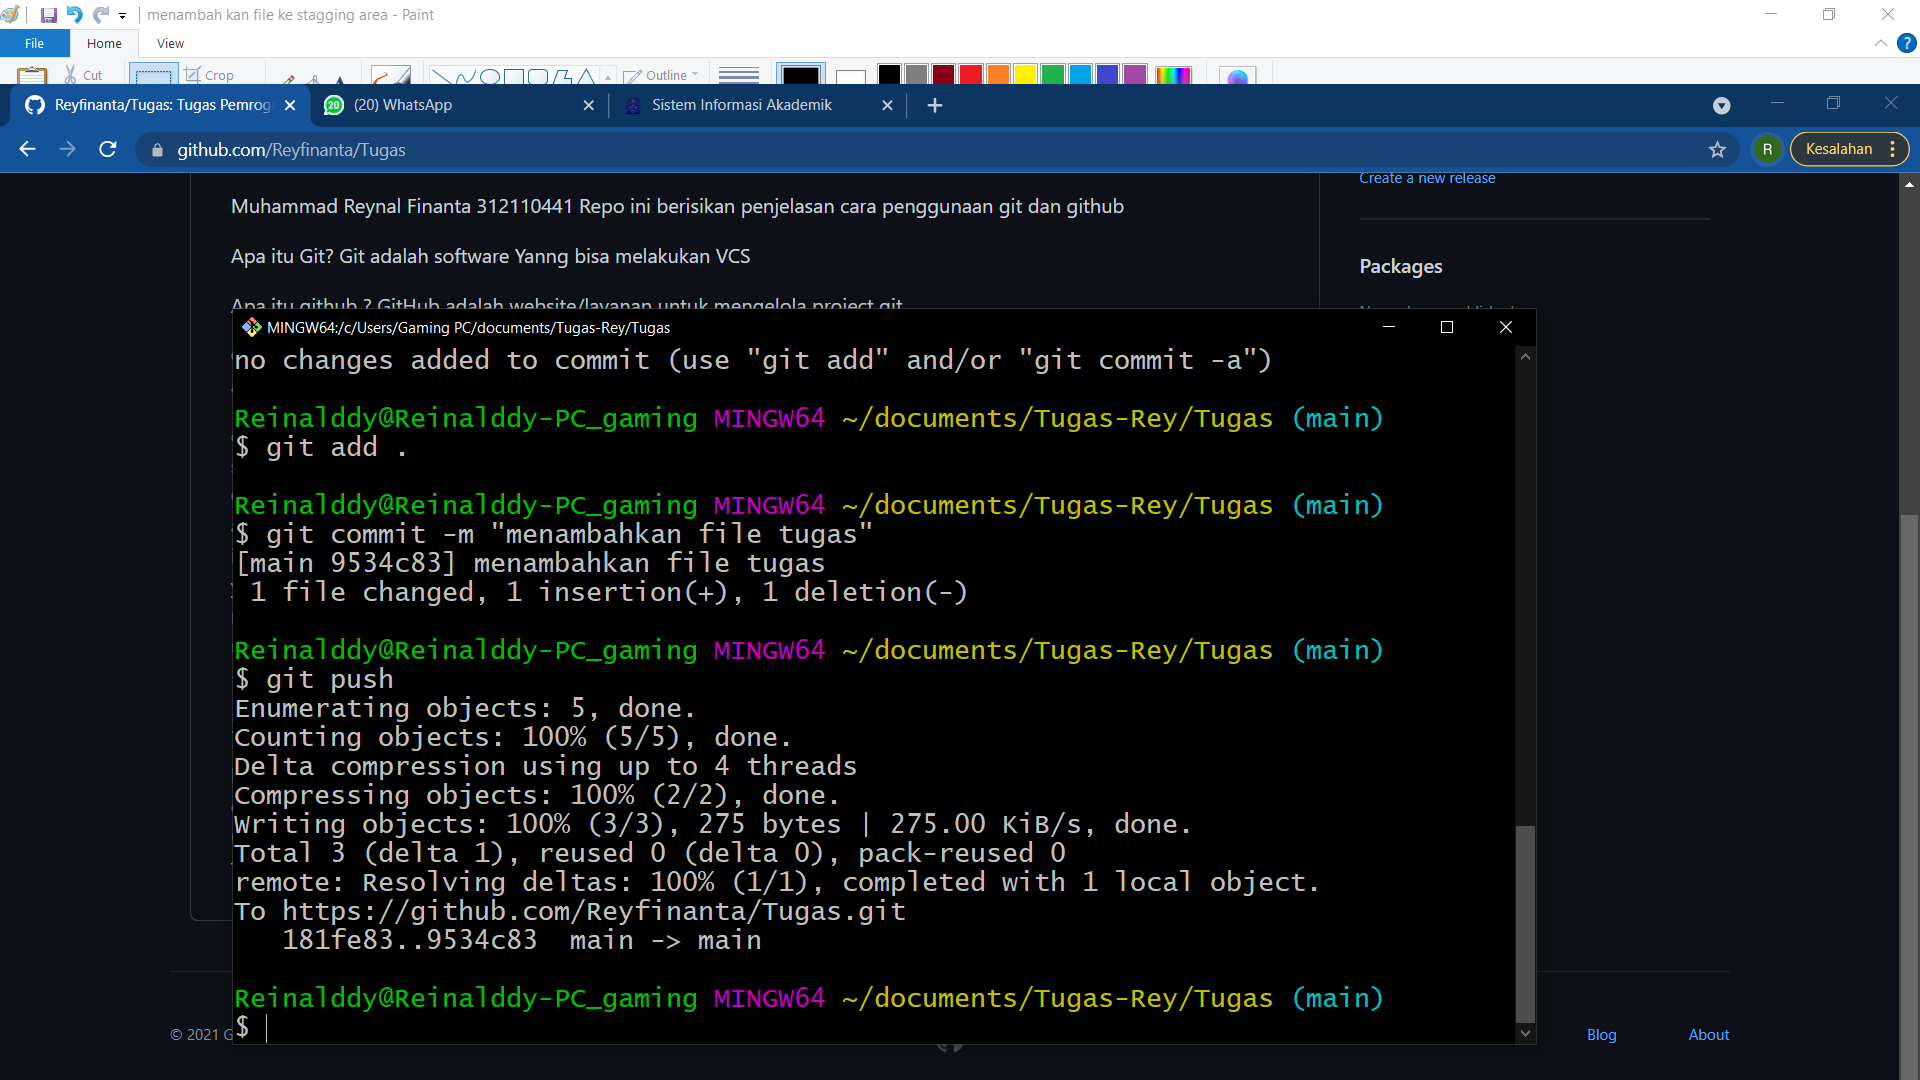 menambah kan file ke stagging area - Paint
File Home View
Cut Crop Outline
Reyfinanta/Tugas: Tugas Pemrog (20) WhatsApp Sistem Informasi Akademik
github.com/Reyfinanta/Tugas R Kesalahan
Create a new release
Muhammad Reynal Finanta 312110441 Repo ini berisikan penjelasan cara penggunaan git dan github
Apa itu Git? Git adalah software Yanng bisa melakukan VCS
Packages
Apa itu github ? GitHub adalah website/layanan untuk mengelola project git
MINGW64:/c/Users/Gaming PC/documents/Tugas-Rey/Tugas
no changes added to commit (use "git add" and/or "git commit -a")
Reinalddy@Reinalddy-PC_gaming MINGW64 ~/documents/Tugas-Rey/Tugas (main)
$ git add .
Reinalddy@Reinalddy-PC_gaming MINGW64 ~/documents/Tugas-Rey/Tugas (main)
$ git commit -m "menambahkan file tugas"
[main 9534c83] menambahkan file tugas
1 file changed, 1 insertion(+), 1 deletion(-)
Reinalddy@Reinalddy-PC_gaming MINGW64 ~/documents/Tugas-Rey/Tugas (main)
$ git push
Enumerating objects: 5, done.
Counting objects: 100% (5/5), done.
Delta compression using up to 4 threads
Compressing objects: 100% (2/2), done.
Writing objects: 100% (3/3), 275 bytes | 275.00 KiB/s, done.
Total 3 (delta 1), reused 0 (delta 0), pack-reused 0
remote: Resolving deltas: 100% (1/1), completed with 1 local object.
To https://github.com/Reyfinanta/Tugas.git
181fe83..9534c83 main -> main
Reinalddy@Reinalddy-PC_gaming MINGW64 ~/documents/Tugas-Rey/Tugas (main)
$
© 2021 G Blog About